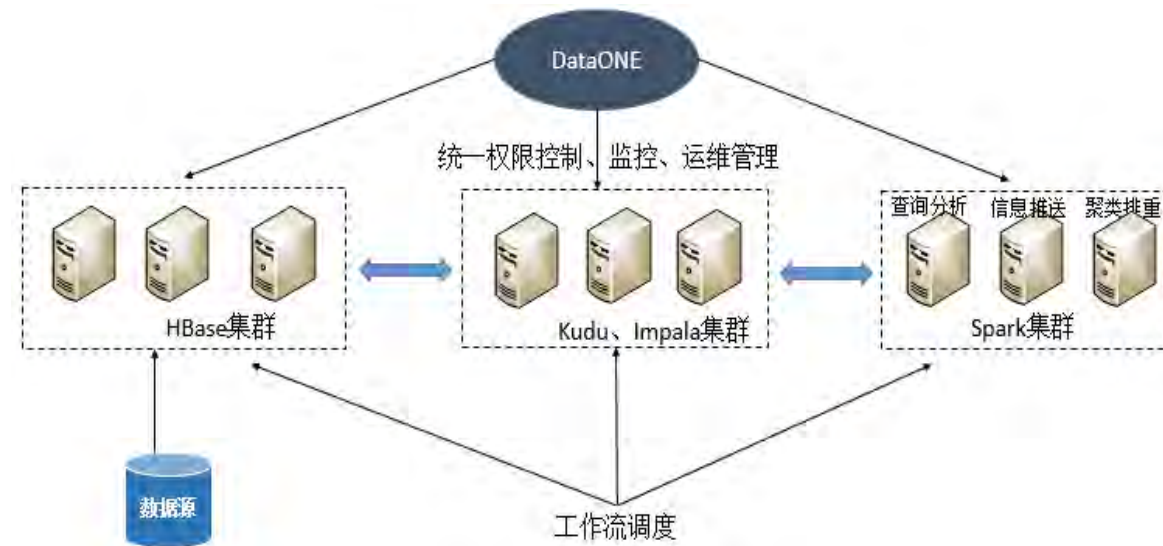 DataONE
统一权限控制、监控、运维管理
查询分析
信息推送
聚类排重
HBase集群
Kudu、Impala集群
Spark集群
数据源
工作流调度